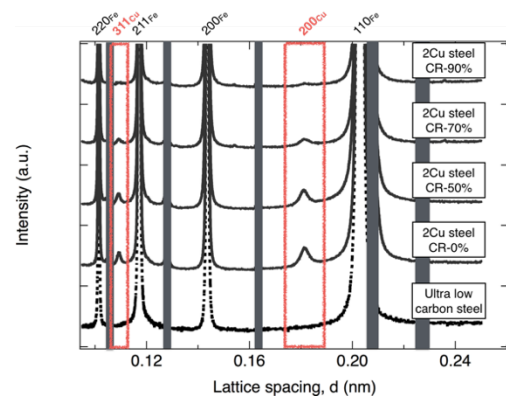 220Fe 311Cu 211Fe 200Fe 200Cu 110Fe
2Cu steel
CR-90%
2Cu steel
CR-70%
2Cu steel
CR-50%
2Cu steel
CR-0%
Ultra low
carbon steel
Intensity (a.u.)
0.12 0.16 0.20 0.24
Lattice spacing, d (nm)